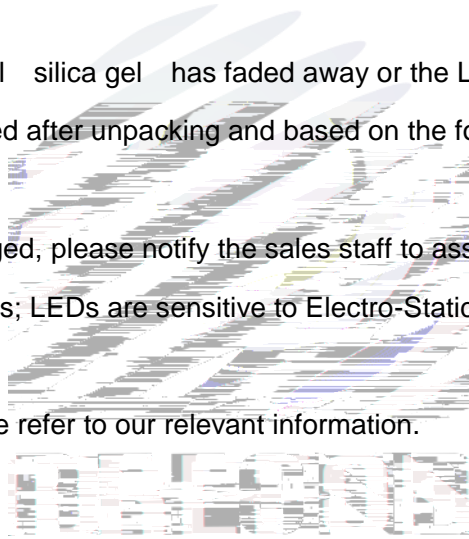 l silica gel has faded away or the L
ed after unpacking and based on the fo
ged, please notify the sales staff to ass
s; LEDs are sensitive to Electro-Static
e refer to our relevant information.